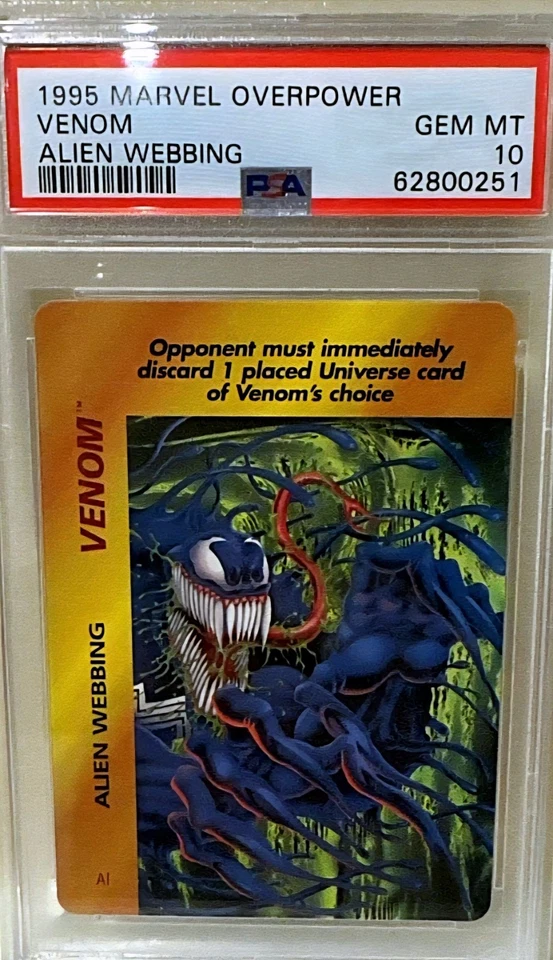 1995 MARVEL OVERPOWER
VENOM GEM MT
ALIEN WEBBING 10
PSA 62800251
Opponent must immediately
discard 1 placed Universe card
of Venom's choice
VENOM™
ALIEN WEBBING
AI